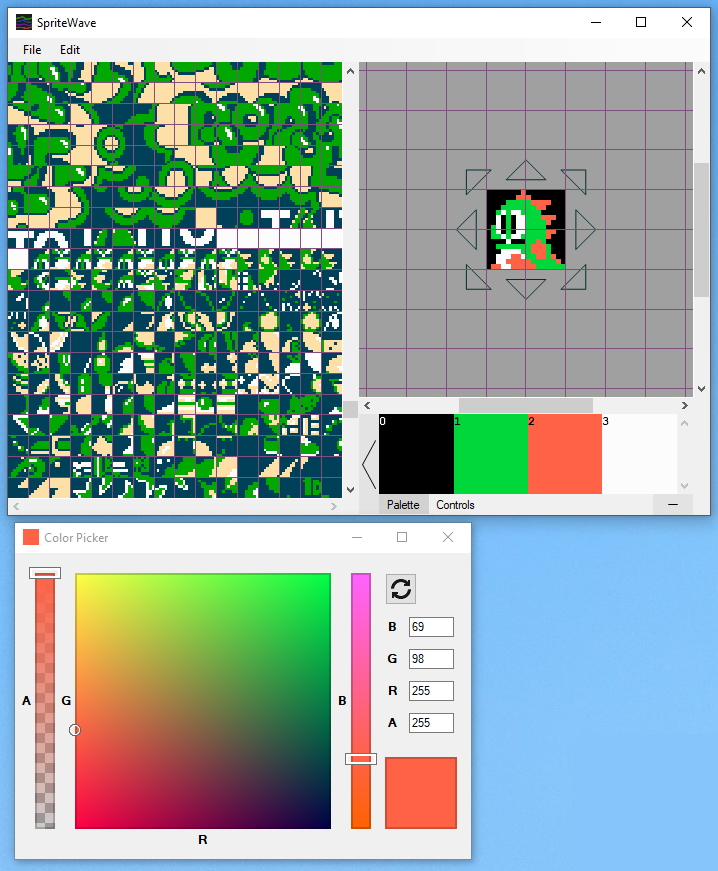 SpriteWave
File Edit
0 1 2 3
Palette Controls
Color Picker
B 69
G 98
R 255
A 255
A G B
R